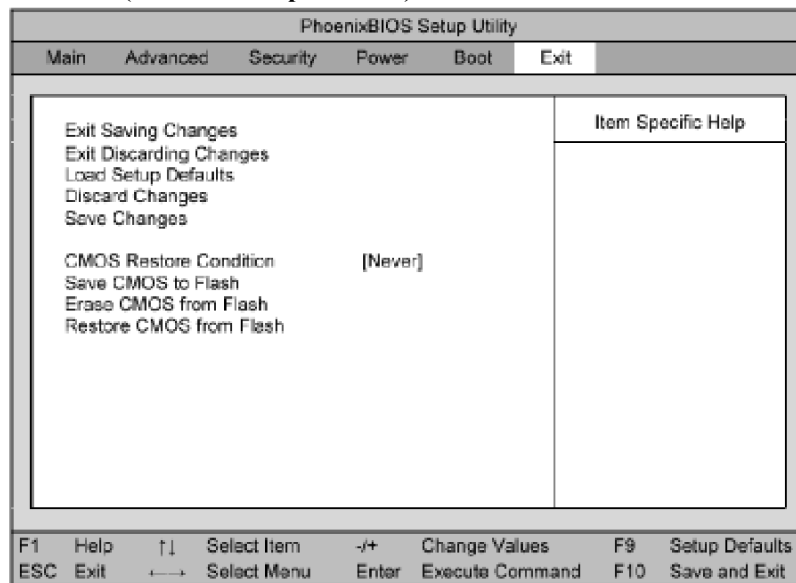 PhoenixBIOS Setup Utility
Main Advanced Security Power Boot Exit
Exit Saving Changes
Exit Discarding Changes
Load Setup Defaults
Discard Changes
Save Changes
CMOS Restore Condition [Never]
Save CMOS to Flash
Erase CMOS from Flash
Restore CMOS from Flash
Item Specific Help
F1 Help ↑↓ Select Item -/+ Change Values F9 Setup Defaults
ESC Exit ←→ Select Menu Enter Execute Command F10 Save and Exit